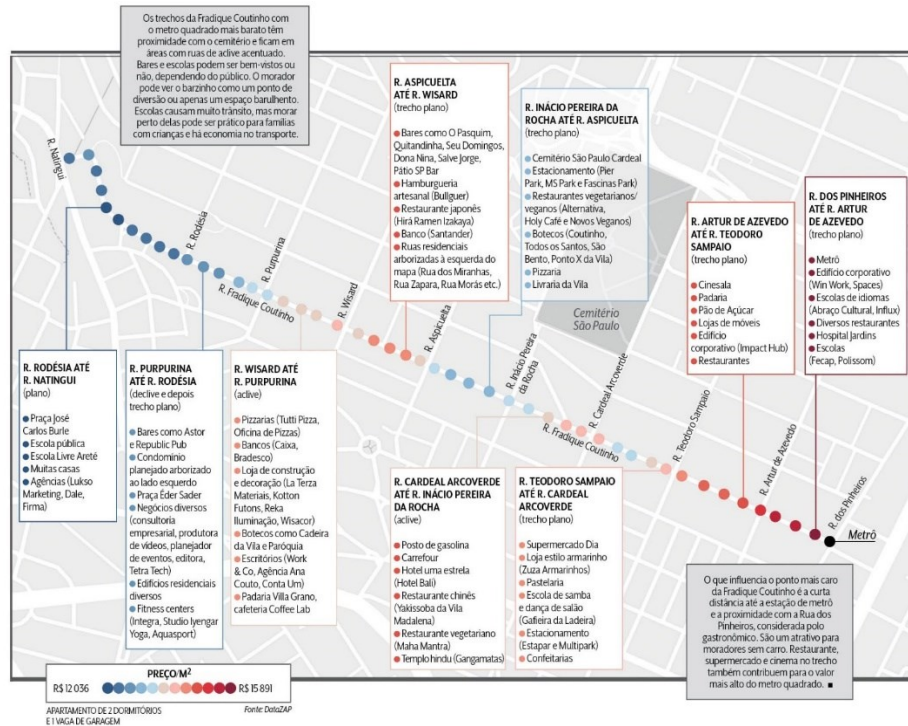 Os trechos da Fradique Coutinho com
o metro quadrado mais barato têm
proximidade com o cemitério e ficam em
áreas com ruas de aclive acentuado.
Bares e escolas podem ser bem-vistos ou
não, dependendo do público. O morador
pode ver o barzinho como um ponto de
diversão ou apenas um espaço barulhento.
Escolas causam muito trânsito, mas morar
perto delas pode ser prático para famílias
com crianças e há economia no transporte.
R. ASPICUELTA
ATÉ R. WISARD
(trecho plano)
Bares como O Pasquim,
Quitandinha, Seu Domingos,
Dona Nina, Salve Jorge,
Pátio SP Bar
Hamburgueria
artesanal (Bullguer)
Restaurante japonês
(Hirá Ramen Izakaya)
Banco (Santander)
Ruas residenciais
arborizadas à esquerda do
mapa (Rua dos Miranhas,
Rua Zapara, Rua Morás etc.)
R. INÁCIO PEREIRA DA
ROCHA ATÉ R. ASPICUELTA
(trecho plano)
Cemitério São Paulo Cardeal
Estacionamento (Pier
Park, MS Park e Fascinas Park)
Restaurantes vegetarianos/
veganos (Alternativa,
Holy Café e Novos Veganos)
Botecos (Coutinho,
Todos os Santos, São
Bento, Ponto X da Vila)
Pizzaria
Livraria da Vila
R. ARTUR DE AZEVEDO
ATÉ R. TEODORO
SAMPAIO
(trecho plano)
Cinesala
Padaria
Pão de Açúcar
Lojas de móveis
Edifício
corporativo (Impact Hub)
Restaurantes
R. DOS PINHEIROS
ATÉ R. ARTUR
DE AZEVEDO
(trecho plano)
Metrô
Edifício corporativo
(Win Work, Spaces)
Escolas de idiomas
(Abraço Cultural, Influx)
Diversos restaurantes
Hospital Jardins
Escolas
(Fecap, Polissom)
R. Natingui
R. Rodésia
R. Purpurina
R. Fradique Coutinho
R. Wisard
R. Aspicuelta
R. Inácio Pereira
da Rocha
Cemitério
São Paulo
R. Cardeal Arcoverde
R. Fradique Coutinho
R. Teodoro Sampaio
R. Artur de Azevedo
R. dos Pinheiros
Metrô
R. RODÉSIA ATÉ
R. NATINGUI
(plano)
Praça José
Carlos Burle
Escola pública
Escola Livre Areté
Muitas casas
Agências (Lukso
Marketing, Dale,
Firma)
R. PURPURINA
ATÉ R. RODÉSIA
(declive e depois
trecho plano)
Bares como Astor
e Republic Pub
Condomínio
planejado arborizado
ao lado esquerdo
Praça Éder Sader
Negócios diversos
(consultoria
empresarial, produtora
de vídeos, planejador
de eventos, editora,
Tetra Tech)
Edifícios residenciais
diversos
Fitness centers
(Integra, Studio Iyengar
Yoga, Aquasport)
R. WISARD ATÉ
R. PURPURINA
(aclive)
Pizzarias (Tutti Pizza,
Oficina de Pizzas)
Bancos (Caixa,
Bradesco)
Loja de construção
e decoração (La Terza
Materiais, Kotton
Futons, Reka
Iluminação, Wisacor)
Botecos como Cadeira
da Vila e Paróquia
Escritórios (Work
& Co, Agência Ana
Couto, Conta Um)
Padaria Villa Grano,
cafeteria Coffee Lab
R. CARDEAL ARCOVERDE
ATÉ R. INÁCIO PEREIRA
DA ROCHA
(aclive)
Posto de gasolina
Carrefour
Hotel uma estrela
(Hotel Bali)
Restaurante chinês
(Yakissoba da Vila
Madalena)
Restaurante vegetariano
(Maha Mantra)
Templo hindu (Gangamatas)
R. TEODORO SAMPAIO
ATÉ R. CARDEAL
ARCOVERDE
(trecho plano)
Supermercado Dia
Loja estilo armarinho
(Zuza Armarinhos)
Pastelaria
Escola de samba
e dança de salão
(Gafieira da Ladeira)
Estacionamento
(Estapar e Multipark)
Confeitarias
O que influencia o ponto mais caro
da Fradique Coutinho é a curta
distância até a estação de metrô
e a proximidade com a Rua dos
Pinheiros, considerada polo
gastronômico. São um atrativo para
moradores sem carro. Restaurante,
supermercado e cinema no trecho
também contribuem para o valor
mais alto do metro quadrado. ■
PREÇO/M²
R$ 12 036
R$ 15 891
APARTAMENTO DE 2 DORMITÓRIOS
E 1 VAGA DE GARAGEM
Fonte: DataZAP